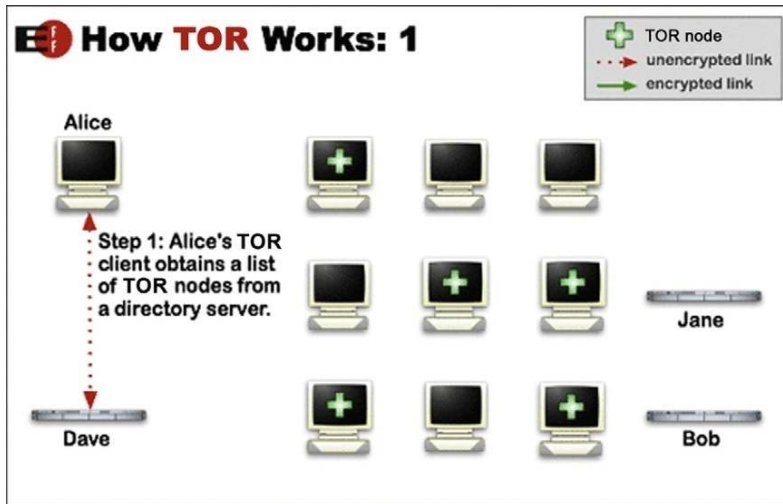 EFF How TOR Works: 1
TOR node
unencrypted link
encrypted link
Alice
Step 1: Alice's TOR
client obtains a list
of TOR nodes from
a directory server.
Jane
Dave
Bob